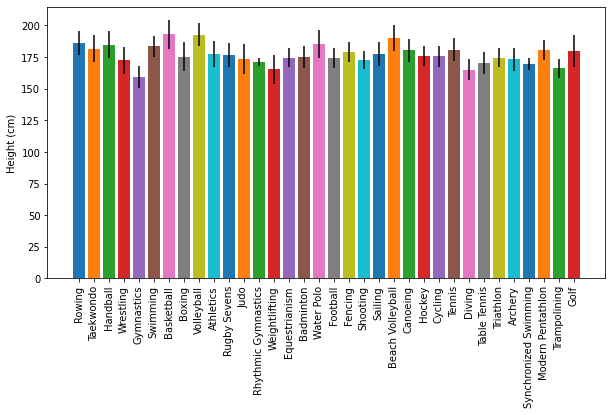 Height (cm)
200
175
150
125
100
75
50
25
0
Rowing
Taekwondo
Handball
Wrestling
Gymnastics
Swimming
Basketball
Boxing
Volleyball
Athletics
Rugby Sevens
Judo
Rhythmic Gymnastics
Weightlifting
Equestrianism
Badminton
Water Polo
Football
Fencing
Shooting
Sailing
Beach Volleyball
Canoeing
Hockey
Cycling
Tennis
Diving
Table Tennis
Triathlon
Archery
Synchronized Swimming
Modern Pentathlon
Trampolining
Golf